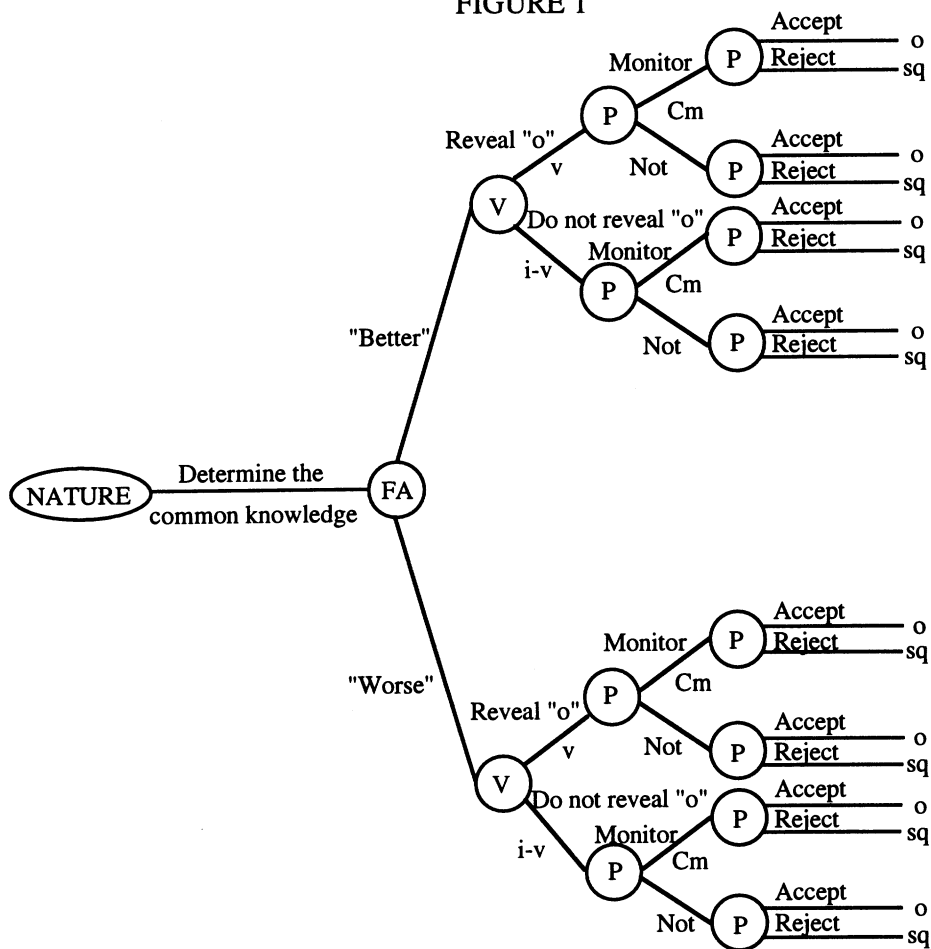 FIGURE 1
Accept
o
Monitor
P
Reject
sq
P
Cm
Reveal "o"
v
Not
Accept
o
P
Reject
sq
V
Do not reveal "o"
Accept
o
Monitor
P
Reject
sq
i-v
P
Cm
Not
Accept
o
P
Reject
sq
"Better"
NATURE
Determine the
common knowledge
FA
"Worse"
Accept
o
Monitor
P
Reject
sq
P
Cm
Reveal "o"
v
Not
Accept
o
P
Reject
sq
V
Do not reveal "o"
Accept
o
Monitor
P
Reject
sq
i-v
P
Cm
Not
Accept
o
P
Reject
sq